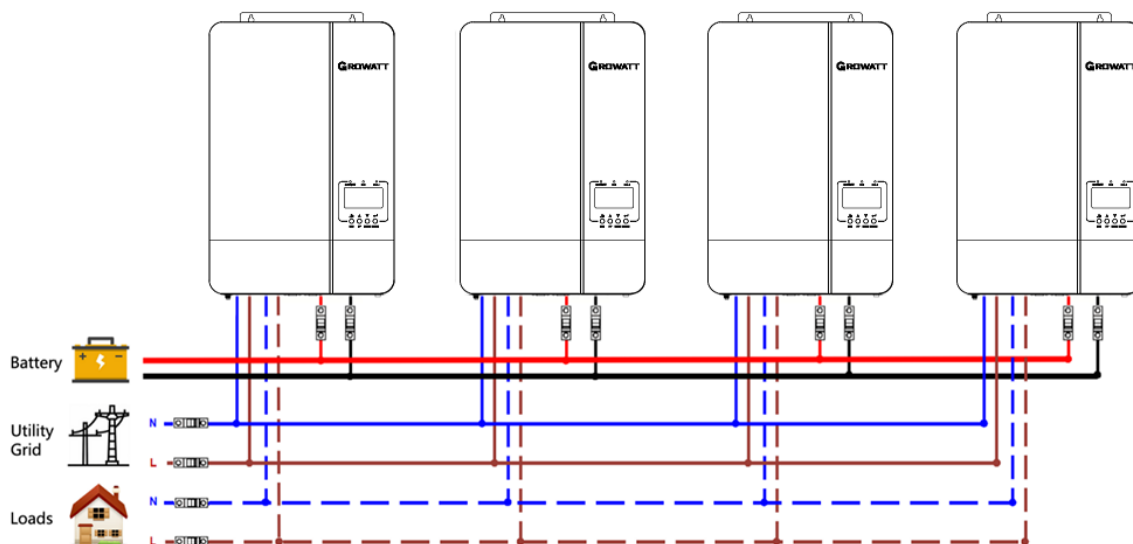 GROWATT GROWATT GROWATT GROWATT
Battery
+ -
Utility
Grid
N
L
Loads
N
L